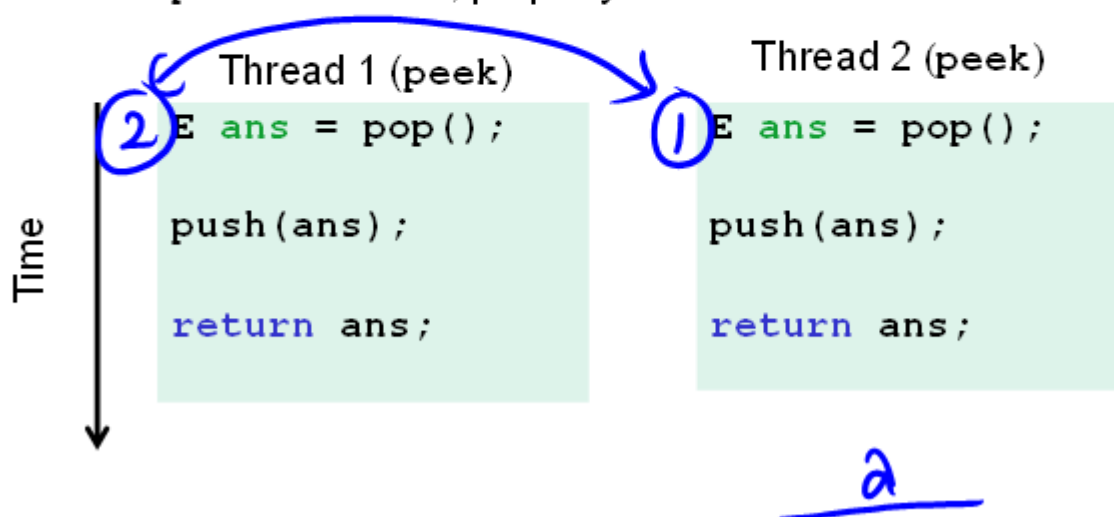 Thread 1 (peek) Thread 2 (peek)
2 E ans = pop(); 1 E ans = pop();
push(ans); push(ans);
Time
return ans; return ans;
a